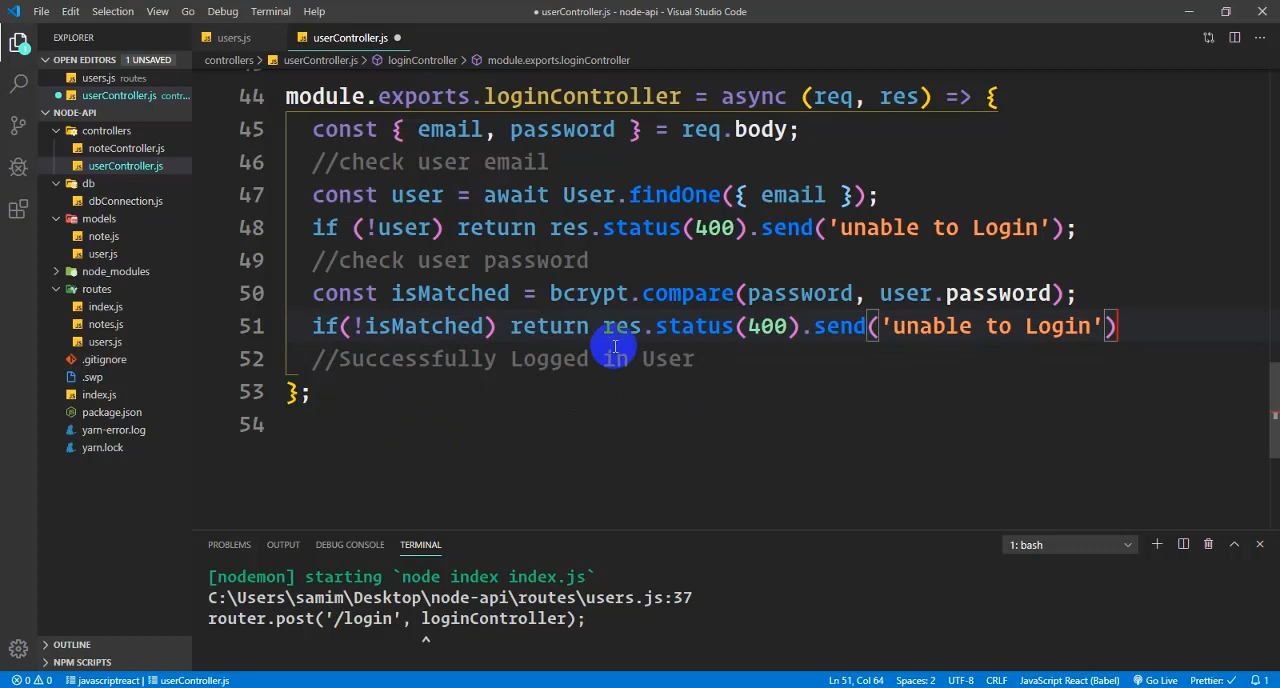 File Edit Selection View Go Debug Terminal Help
● userController.js - node-api - Visual Studio Code
EXPLORER
OPEN EDITORS 1 UNSAVED
users.js routes
userController.js contr...
NODE-API
controllers
noteController.js
userController.js
db
dbConnection.js
models
note.js
user.js
node_modules
routes
index.js
notes.js
users.js
.gitignore
.swp
index.js
package.json
yarn-error.log
yarn.lock
OUTLINE
NPM SCRIPTS
users.js userController.js ●
controllers > userController.js > loginController > module.exports.loginController
44 module.exports.loginController = async (req, res) => {
45 const { email, password } = req.body;
46 //check user email
47 const user = await User.findOne({ email });
48 if (!user) return res.status(400).send('unable to Login');
49 //check user password
50 const isMatched = bcrypt.compare(password, user.password);
51 if(!isMatched) return res.status(400).send('unable to Login')
52 //Successfully Logged in User
53 };
54
PROBLEMS OUTPUT DEBUG CONSOLE TERMINAL
1: bash
[nodemon] starting `node index index.js`
C:\Users\samim\Desktop\node-api\routes\users.js:37
router.post('/login', loginController);
^
0 0 javascriptreact | userController.js
Ln 51, Col 64 Spaces: 2 UTF-8 CRLF JavaScript React (Babel) Go Live Prettier: ✓ 1